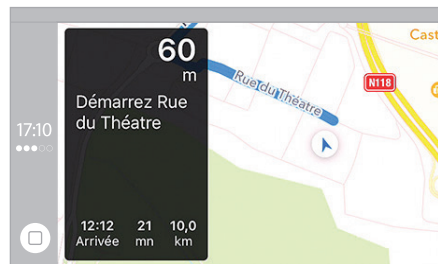 60
m
Démarrez Rue
du Théatre
17:10
12:12 21 10,0
Arrivée mn km
Rue du Théatre
N118
Cast